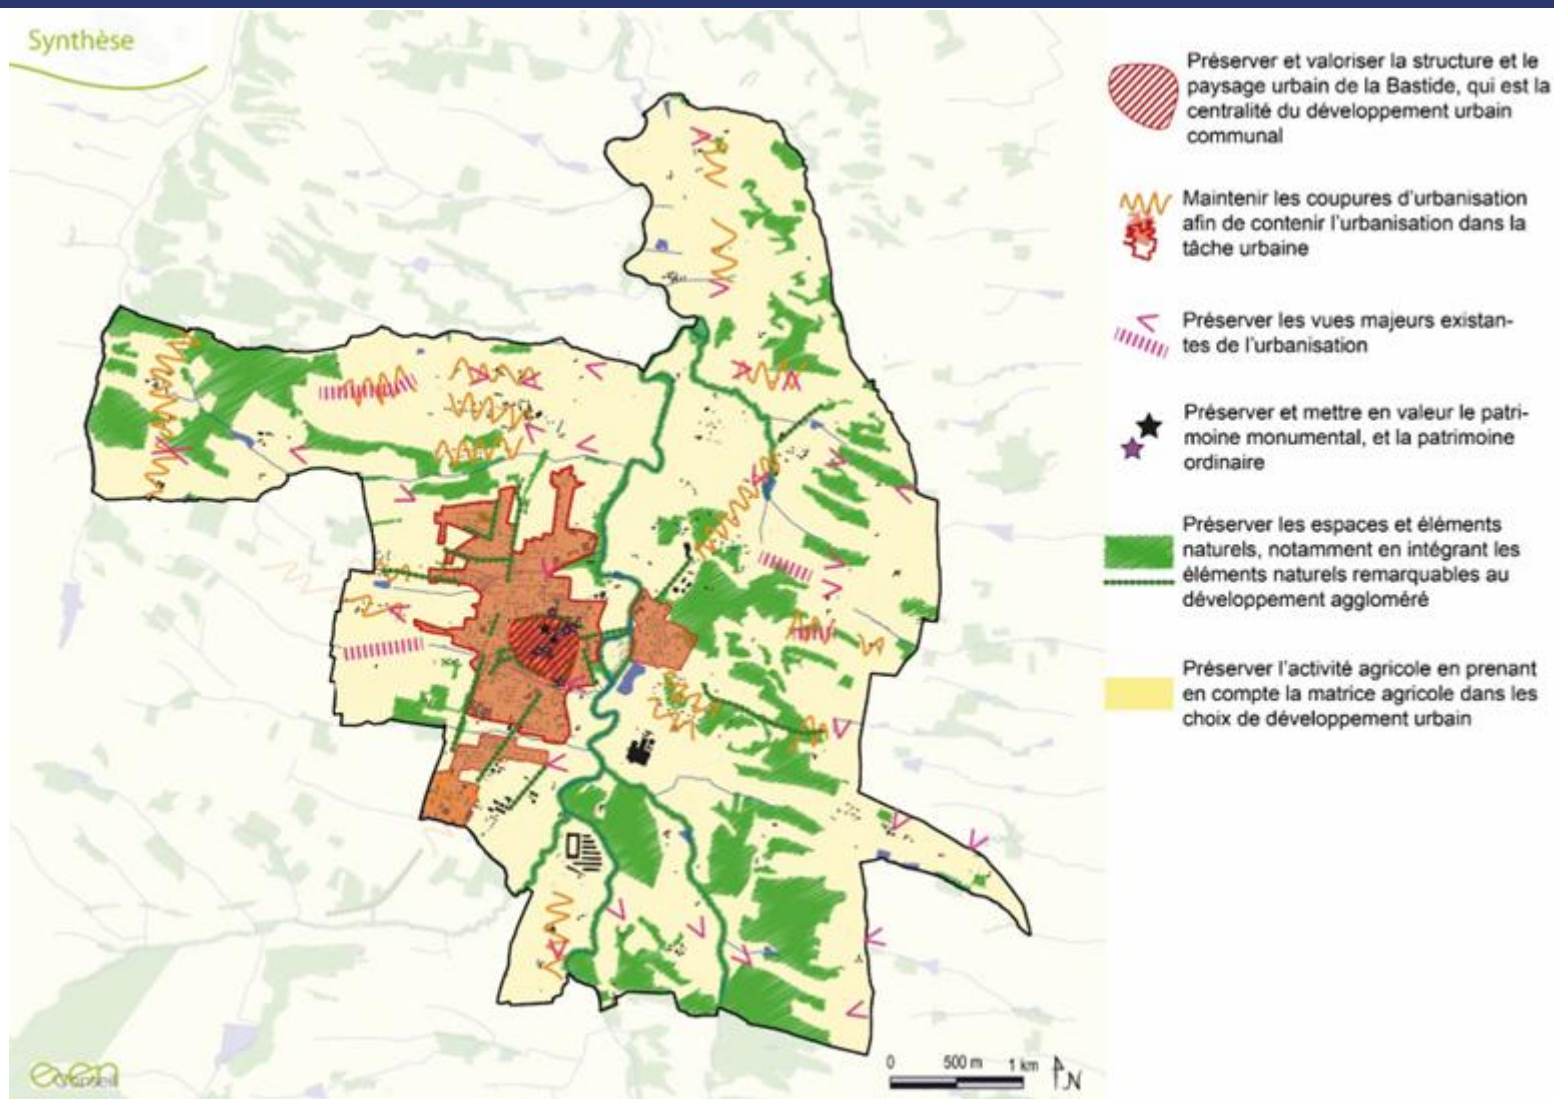 Synthèse
Préserver et valoriser la structure et le
paysage urbain de la Bastide, qui est la
centralité du développement urbain
communal
Maintenir les coupures d'urbanisation
afin de contenir l'urbanisation dans la
tâche urbaine
Préserver les vues majeurs existan-
tes de l'urbanisation
Préserver et mettre en valeur le patri-
moine monumental, et la patrimoine
ordinaire
Préserver les espaces et éléments
naturels, notamment en intégrant les
éléments naturels remarquables au
développement aggloméré
Préserver l'activité agricole en prenant
en compte la matrice agricole dans les
choix de développement urbain
even
Conseil
0 500 m 1 km
N